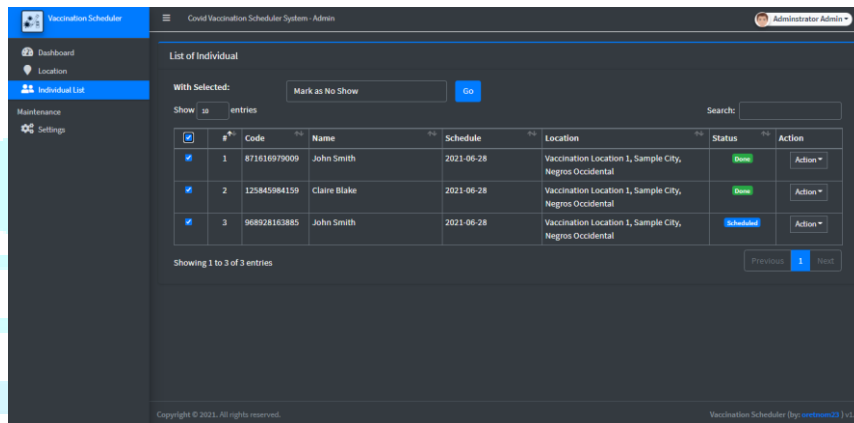 Vaccination Scheduler
Covid Vaccination Scheduler System - Admin
Adminstrator Admin
Dashboard
Location
Individual List
Maintenance
Settings
List of Individual
With Selected: Mark as No Show Go
Show 10 entries Search:
# Code Name Schedule Location Status Action
1 871616979009 John Smith 2021-06-28 Vaccination Location 1, Sample City, Done Action
Negros Occidental
2 125845984159 Claire Blake 2021-06-28 Vaccination Location 1, Sample City, Done Action
Negros Occidental
3 968928163885 John Smith 2021-06-28 Vaccination Location 1, Sample City, Scheduled Action
Negros Occidental
Showing 1 to 3 of 3 entries Previous 1 Next
Copyright © 2021. All rights reserved. Vaccination Scheduler (by: oretnom23 ) v1.